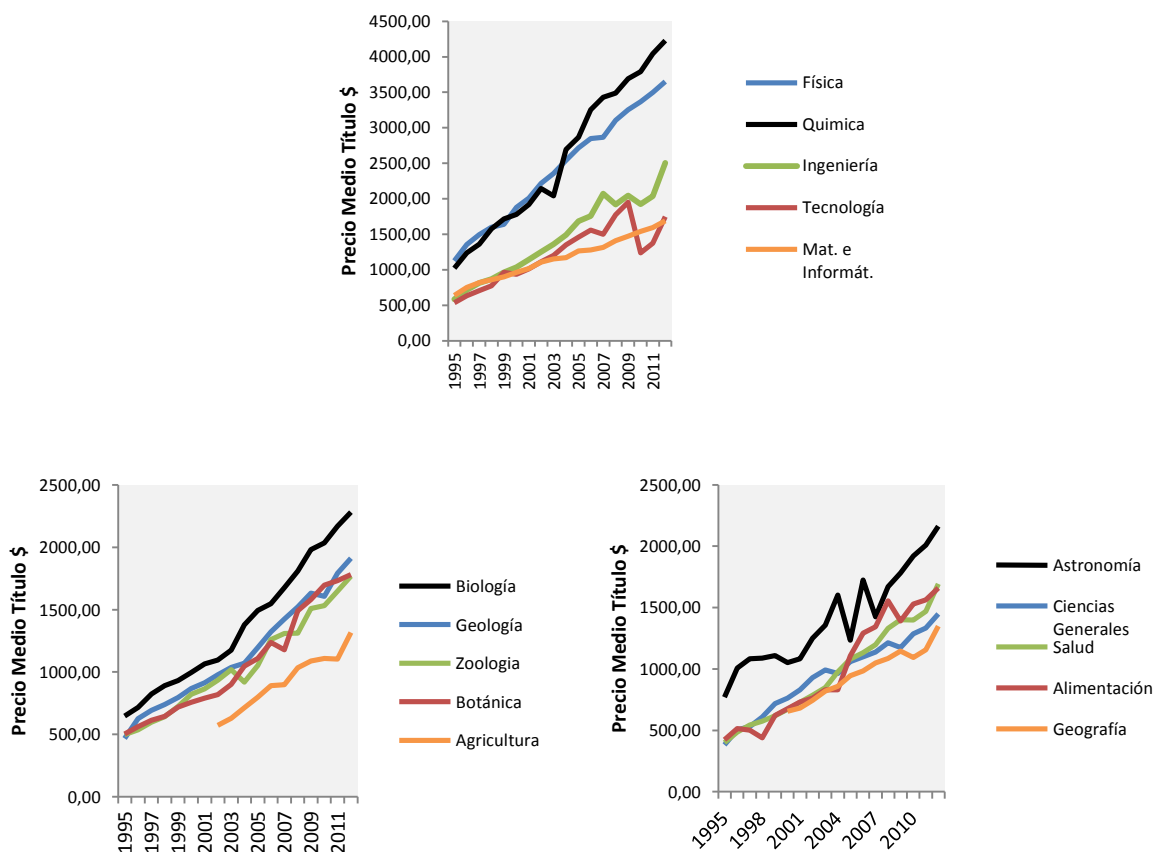 4500,00
4000,00
3500,00
3000,00
2500,00
2000,00
1500,00
1000,00
500,00
0,00
Precio Medio Título $
1995
1997
1999
2001
2003
2005
2007
2009
2011
Física
Quimica
Ingeniería
Tecnología
Mat. e
Informát.
2500,00
2000,00
1500,00
1000,00
500,00
0,00
Precio Medio Título $
1995
1997
1999
2001
2003
2005
2007
2009
2011
Biología
Geología
Zoologia
Botánica
Agricultura
2500,00
2000,00
1500,00
1000,00
500,00
0,00
Precio Medio Título $
1995
1998
2001
2004
2007
2010
Astronomía
Ciencias
Generales
Salud
Alimentación
Geografía